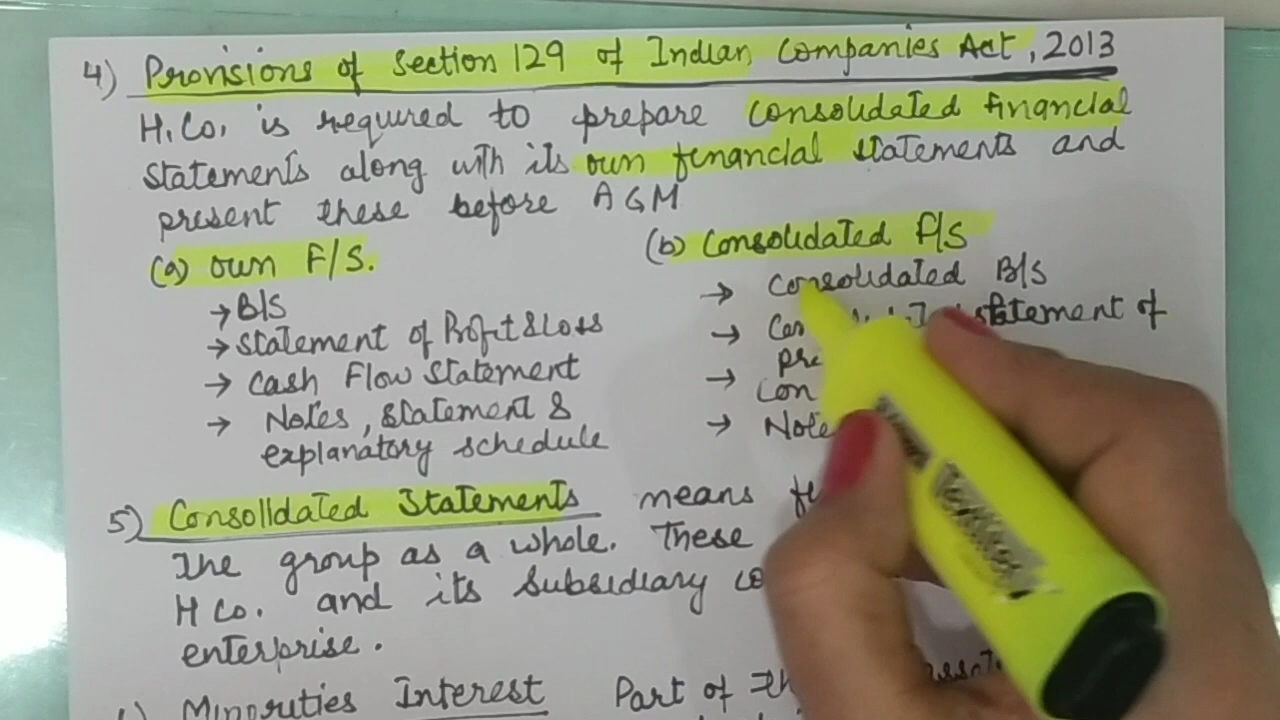 4) Provisions of Section 129 of Indian Companies Act, 2013
H. Co. is required to prepare consolidated financial
statements along with its own financial statements and
present these before AGM
(a) own F/S.
→ B/S
→ Statement of Profit & Loss
→ Cash Flow Statement
→ Notes, statement &
explanatory schedule
(b) Consolidated F/S
→ Consolidated B/S
→ statement of
→
→ Note
5) Consolidated Statements means
the group as a whole. These
H Co. and its subsidiary co
enterprise.
Minorities Interest Part of